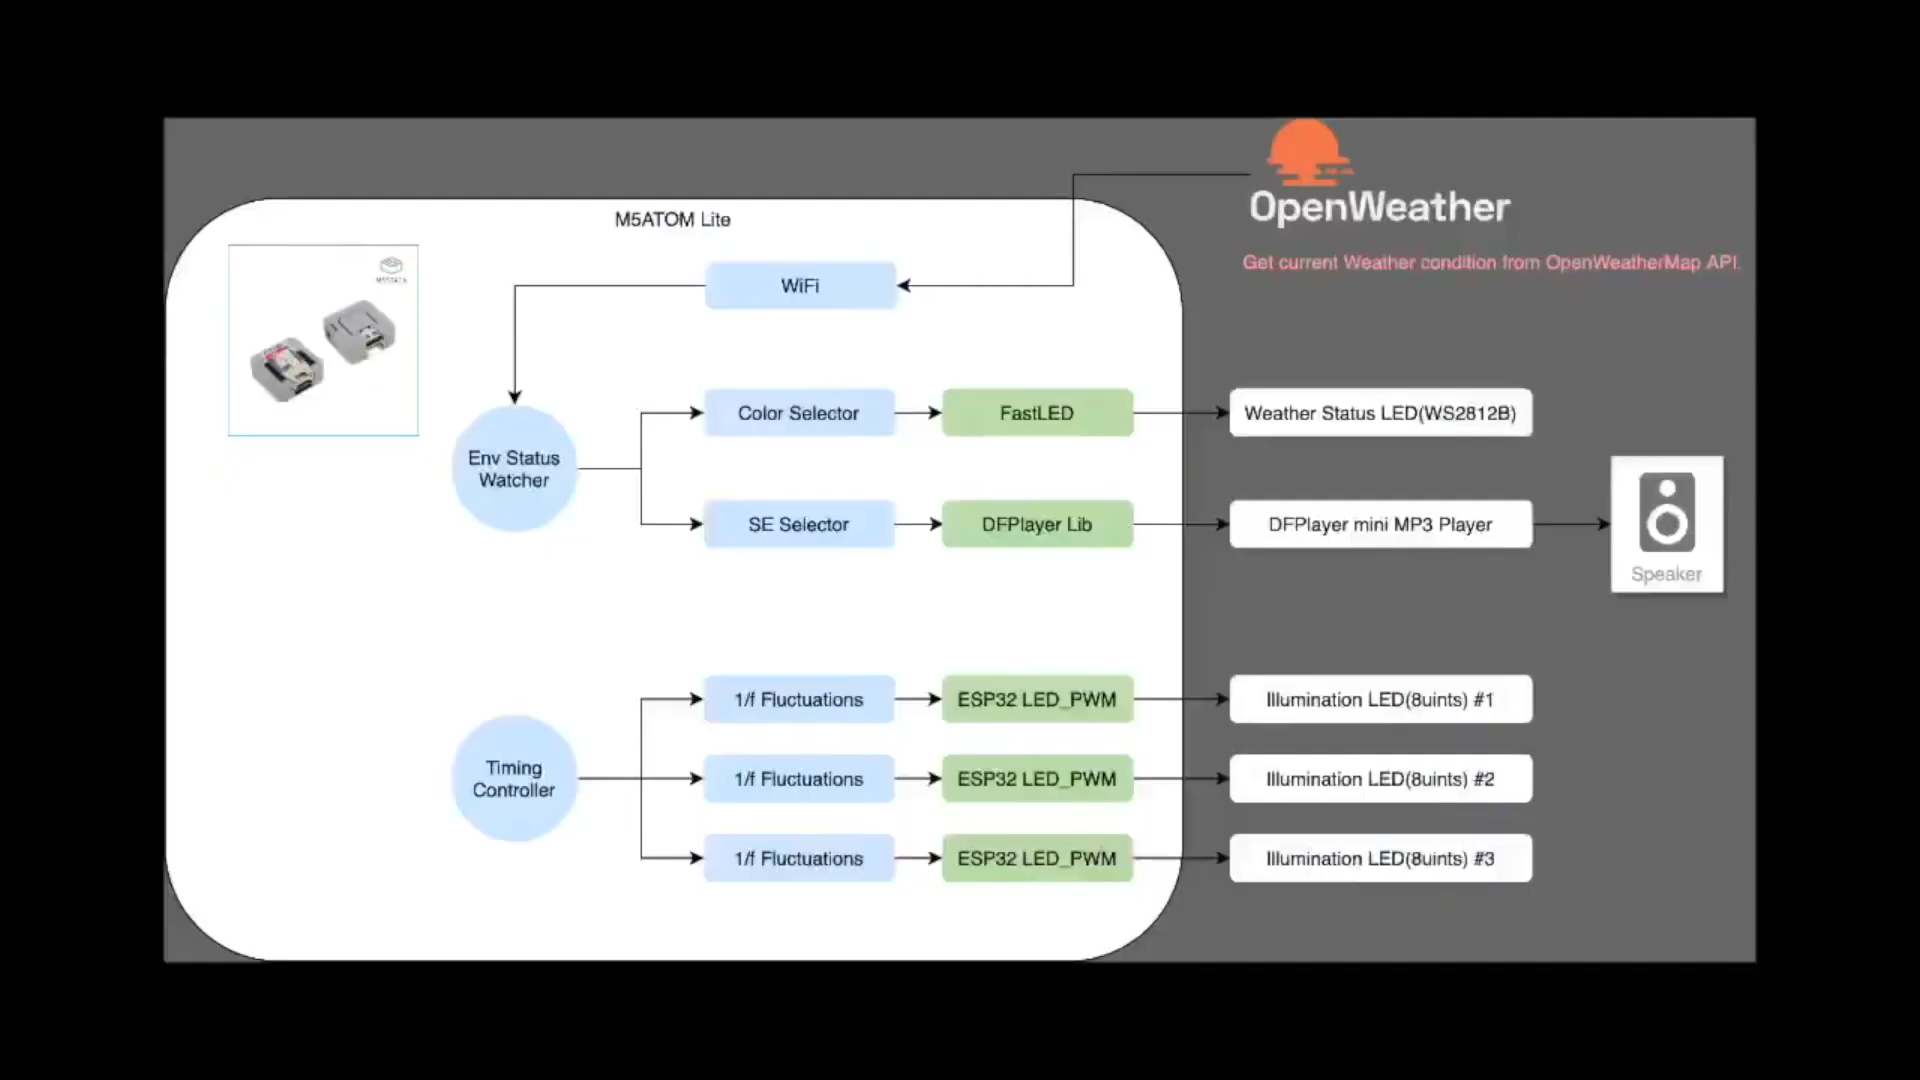 OpenWeather
Get current Weather condition from OpenWeatherMap API.
M5ATOM Lite
WiFi
Env Status
Watcher
Color Selector
FastLED
Weather Status LED(WS2812B)
SE Selector
DFPlayer Lib
DFPlayer mini MP3 Player
Speaker
Timing
Controller
1/f Fluctuations
ESP32 LED_PWM
Illumination LED(8uints) #1
1/f Fluctuations
ESP32 LED_PWM
Illumination LED(8uints) #2
1/f Fluctuations
ESP32 LED_PWM
Illumination LED(8uints) #3